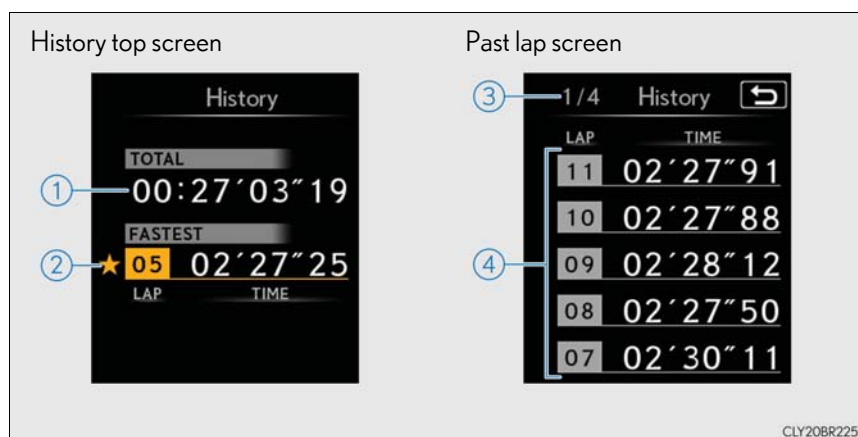 History top screen
History
TOTAL
① 00:27´03˝19
FASTEST
② ★ 05 02´27˝25
LAP TIME
Past lap screen
③ 1/4 History
LAP TIME
11 02´27˝91
10 02´27˝88
④ 09 02´28˝12
08 02´27˝50
07 02´30˝11
CLY20BR225